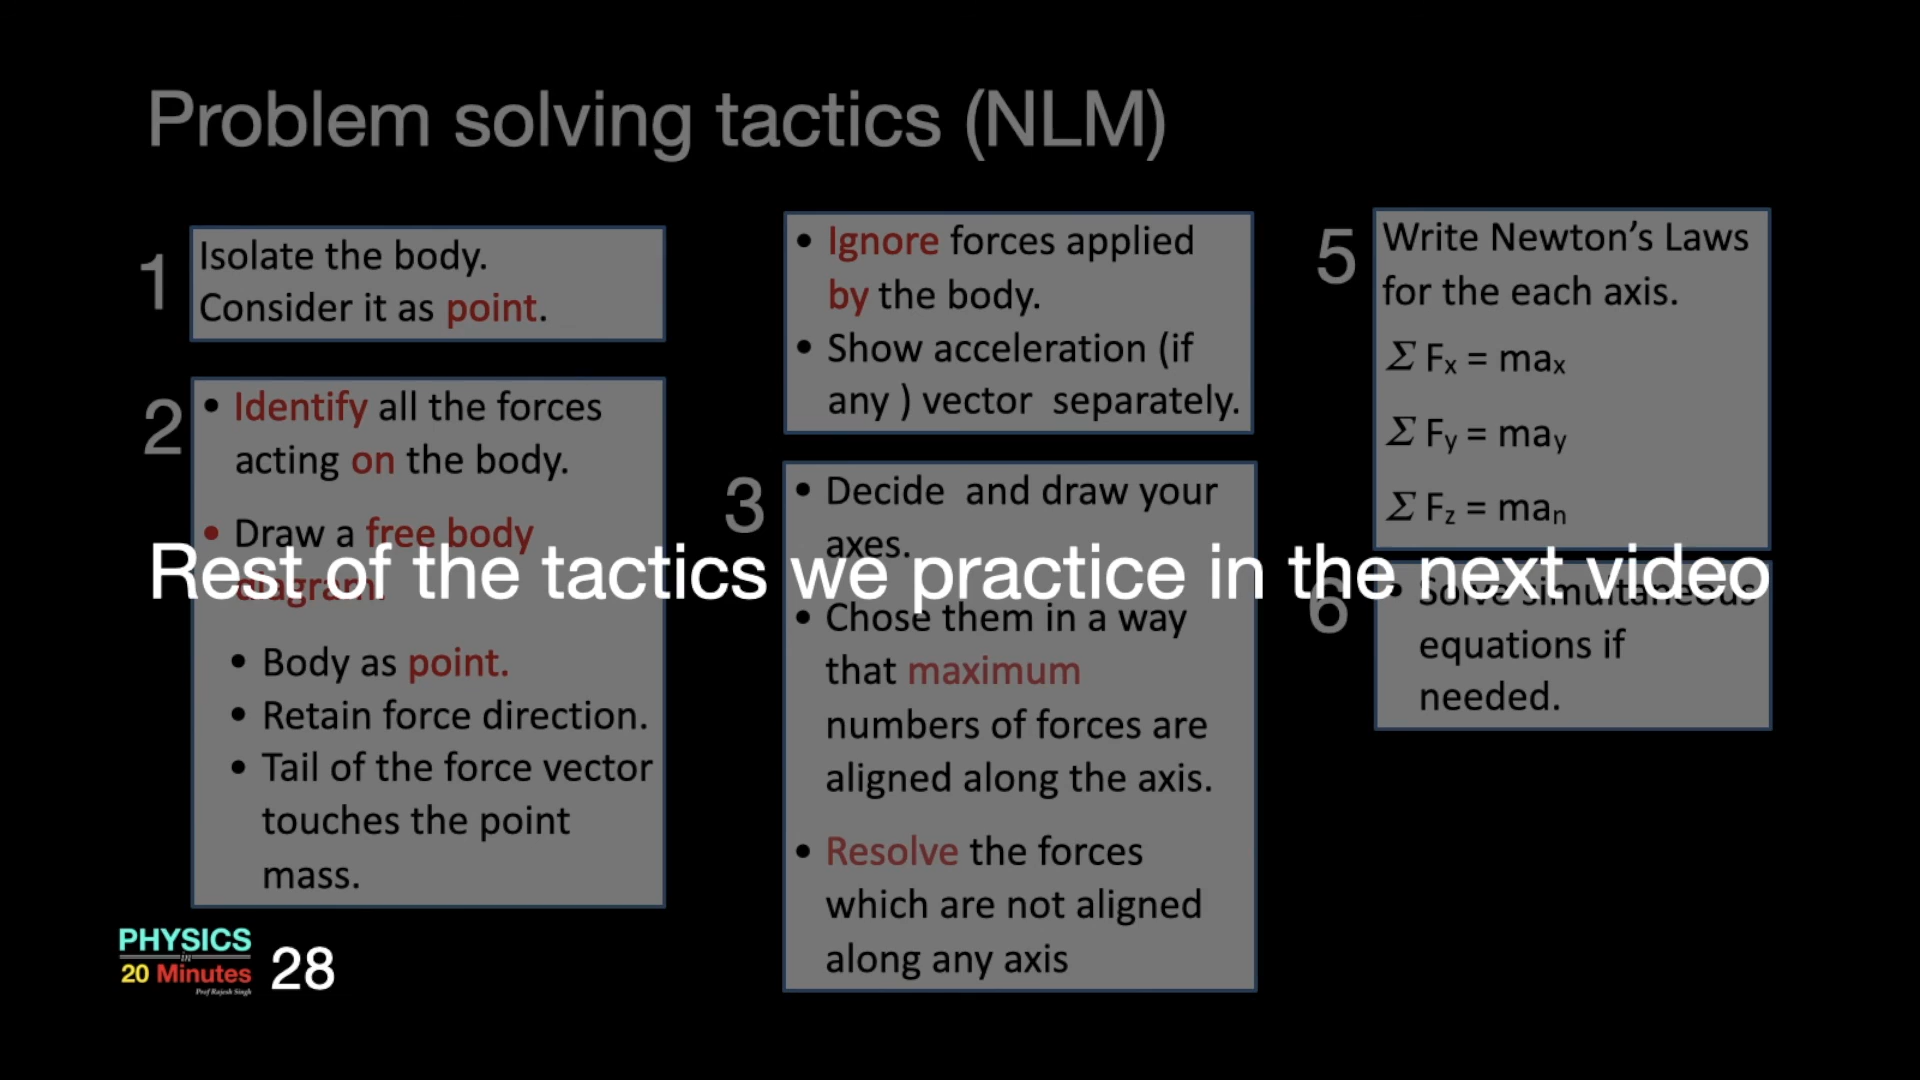 Problem solving tactics (NLM)
1
Isolate the body.
Consider it as point.
2
• Identify all the forces
acting on the body.
• Draw a free body
diagram.
• Body as point.
• Retain force direction.
• Tail of the force vector
touches the point
mass.
• Ignore forces applied
by the body.
• Show acceleration (if
any ) vector separately.
3
• Decide and draw your
axes.
• Chose them in a way
that maximum
numbers of forces are
aligned along the axis.
• Resolve the forces
which are not aligned
along any axis
5
Write Newton’s Laws
for the each axis.
Σ Fₓ = maₓ
Σ Fy = may
Σ Fz = man
6
• Solve simultaneous
equations if
needed.
Rest of the tactics we practice in the next video
PHYSICS
in
20 Minutes
Prof Rajesh Singh
28